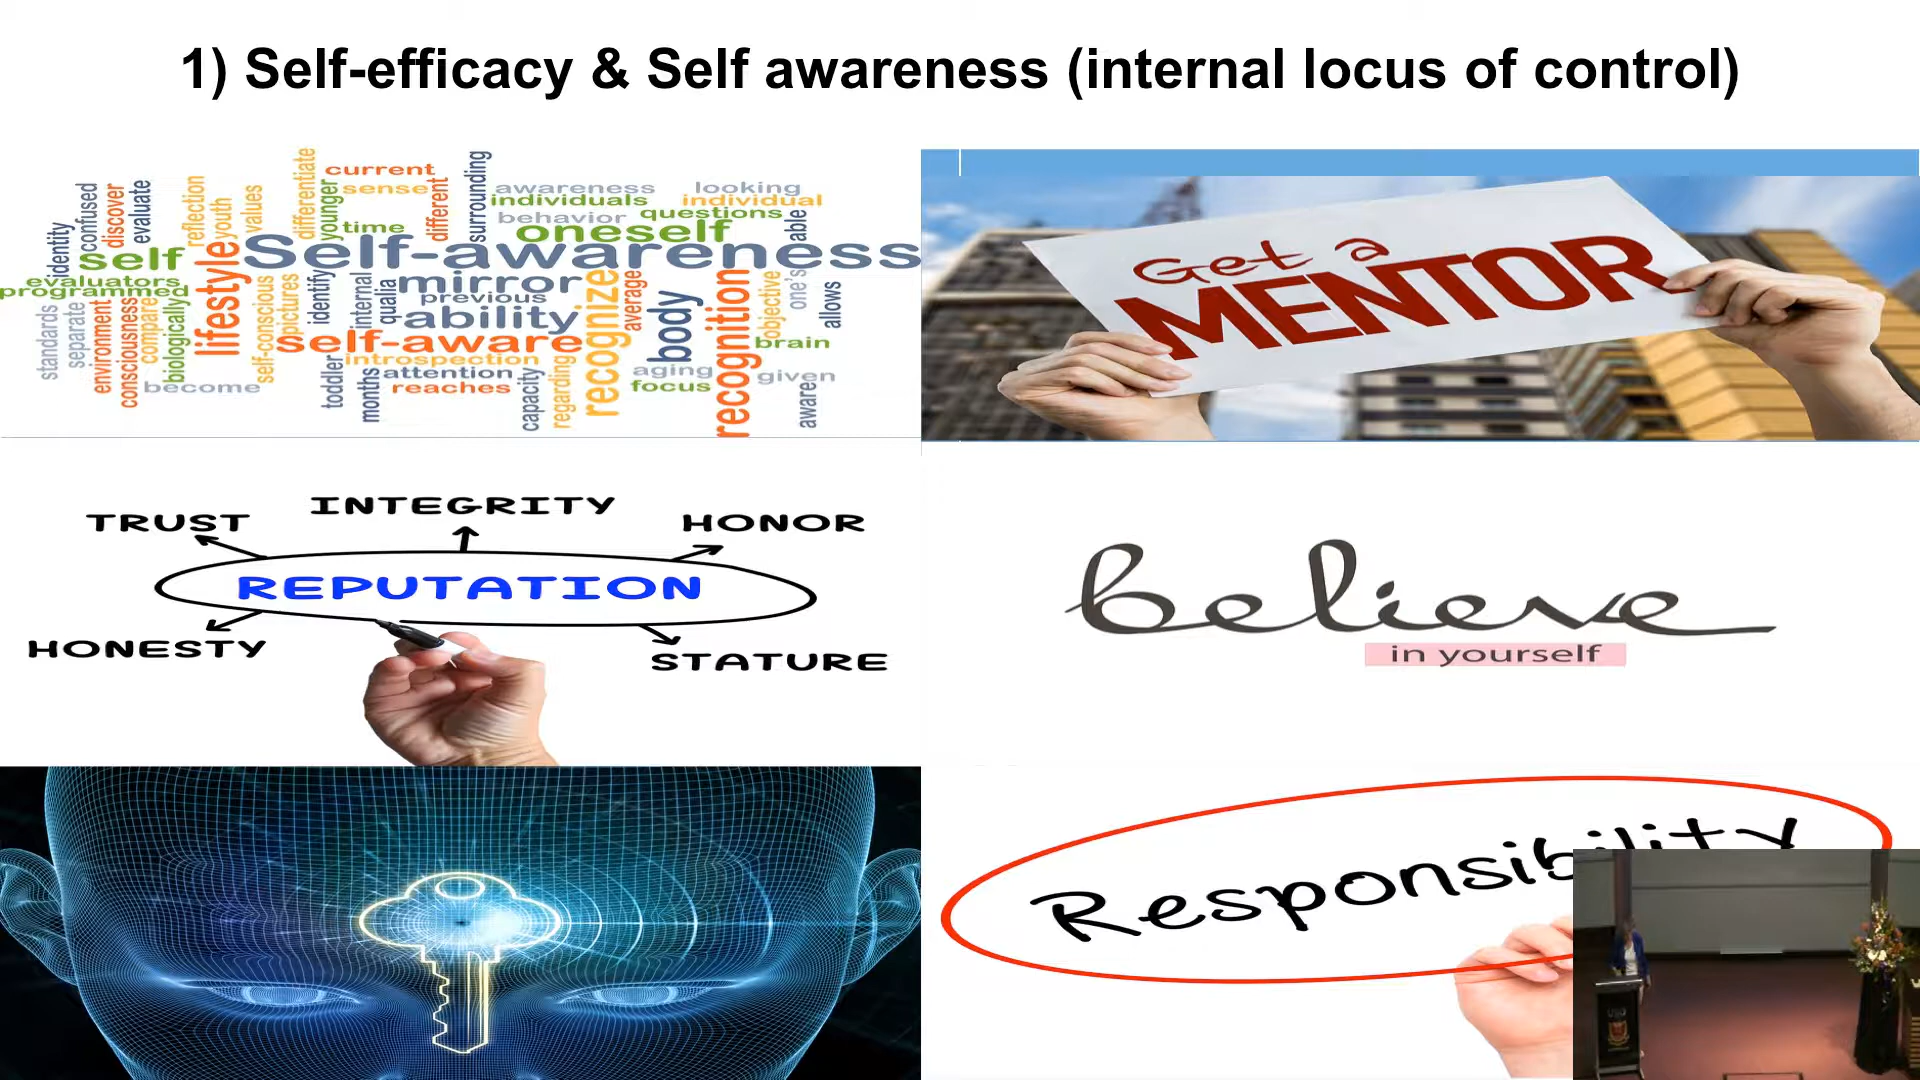 1) Self-efficacy & Self awareness (internal locus of control)
current
sense
differentiate
younger
time
different
surrounding
awareness
looking
individuals
individual
behavior
questions
oneself
able
confused
discover
evaluate
reflection
youth
values
identity
self
Self-awareness
evaluators
programmed
lifestyle
mirror
previous
ability
self-aware
introspection
attention
reaches
standards
separate
environment
consciousness
compare
biologically
become
self-conscious
pictures
identify
internal
qualia
toddler
months
capacity
regarding
recognize
average
body
aging
focus
recognition
objective
one's
allows
brain
given
aware
Get a
MENTOR
TRUST
INTEGRITY
HONOR
REPUTATION
HONESTY
STATURE
believe
in yourself
Responsibility